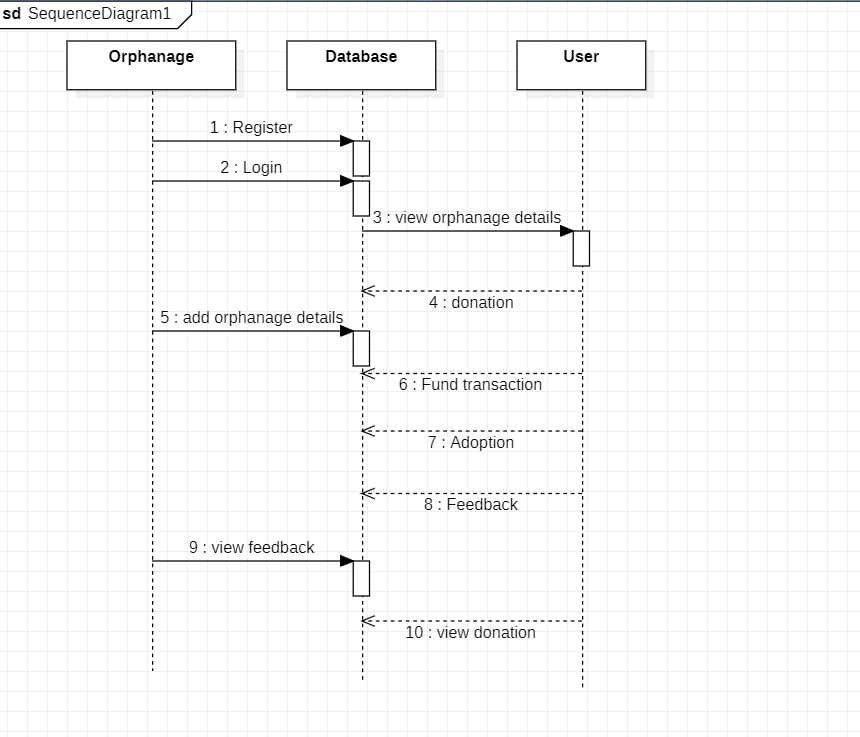 sd SequenceDiagram1
Orphanage
Database
User
1 : Register
2 : Login
3 : view orphanage details
4 : donation
5 : add orphanage details
6 : Fund transaction
7 : Adoption
8 : Feedback
9 : view feedback
10 : view donation